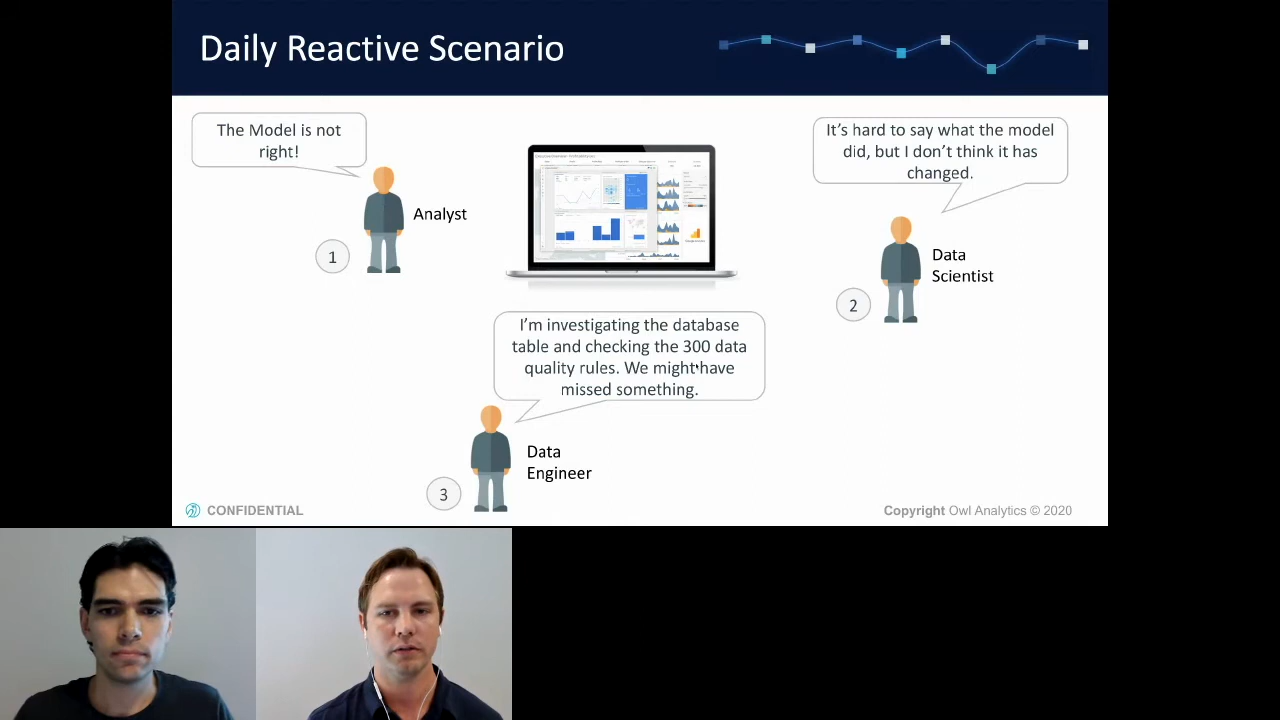 Daily Reactive Scenario
The Model is not
right!
It's hard to say what the model
did, but I don't think it has
changed.
Analyst
1
Data
Scientist
2
I'm investigating the database
table and checking the 300 data
quality rules. We might have
missed something.
Data
Engineer
3
CONFIDENTIAL
Copyright Owl Analytics © 2020